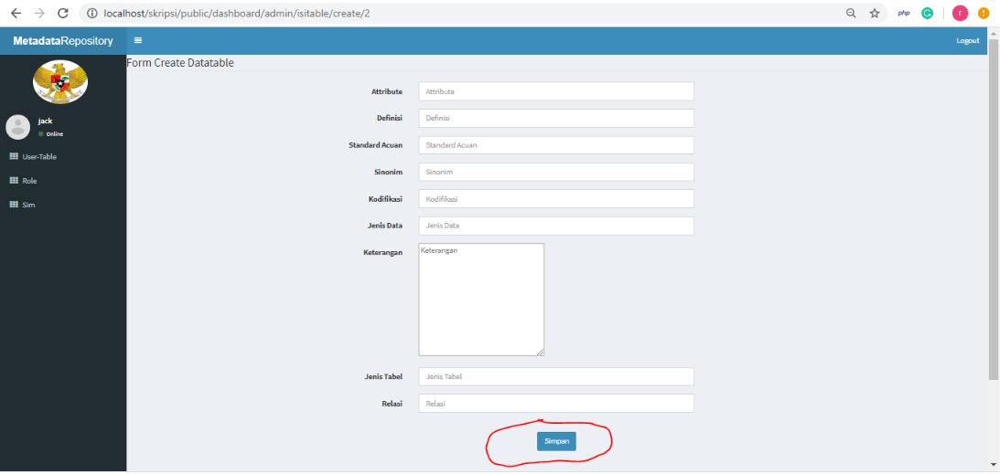 localhost/skripsi/public/dashboard/admin/isitable/create/2
php
r
MetadataRepository
Logout
Form Create Datatable
jack
Online
User-Table
Role
Sim
Attribute
Attribute
Definisi
Definisi
Standard Acuan
Standard Acuan
Sinonim
Sinonim
Kodifikasi
Kodifikasi
Jenis Data
Jenis Data
Keterangan
Keterangan
Jenis Tabel
Jenis Tabel
Relasi
Relasi
Simpan